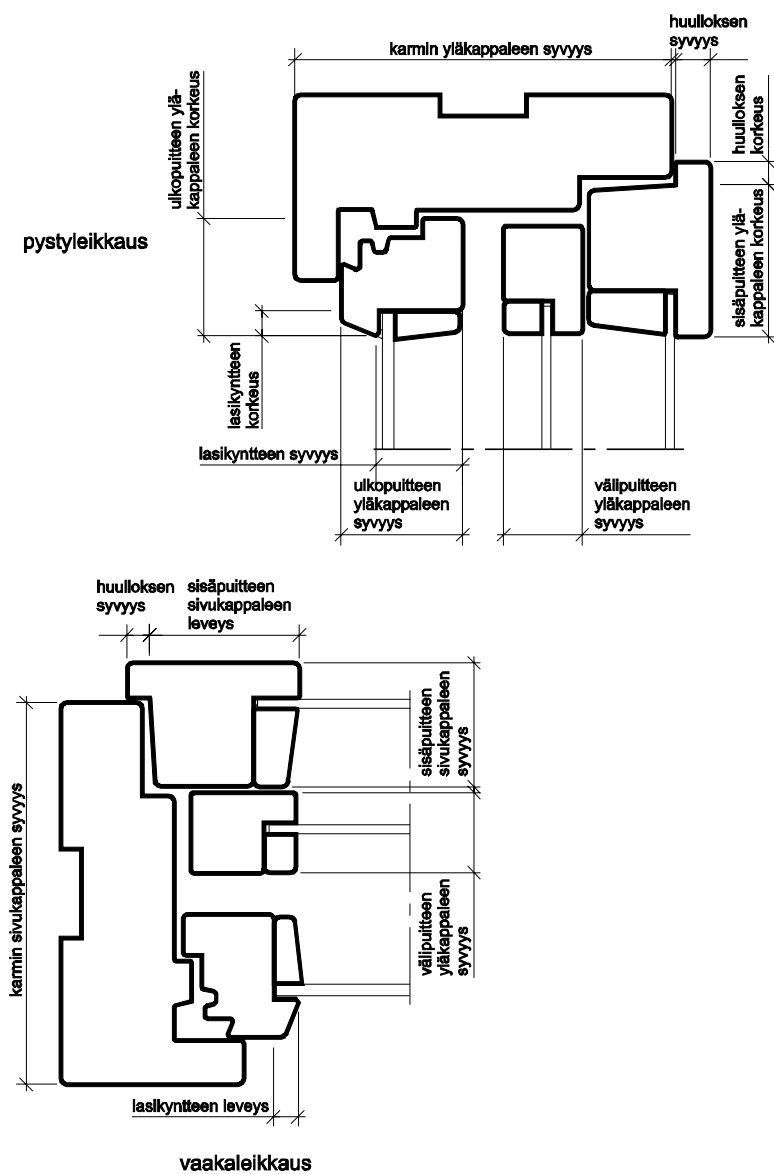 huulloksen
syvyys
karmin yläkappaleen syvyys
ulkopuitteen ylä-
kappaleen korkeus
huulloksen
korkeus
pystyleikkaus
sisäpuitteen ylä-
kappaleen korkeus
lasikyntteen
korkeus
lasikyntteen syvyys
ulkopuitteen
yläkappaleen
syvyys
välipuitteen
yläkappaleen
syvyys
huulloksen
syvyys
sisäpuitteen
sivukappaleen
leveys
sisäpuitteen
sivukappaleen
syvyys
karmin sivukappaleen syvyys
välipuitteen
yläkappaleen
syvyys
lasikyntteen leveys
vaakaleikkaus